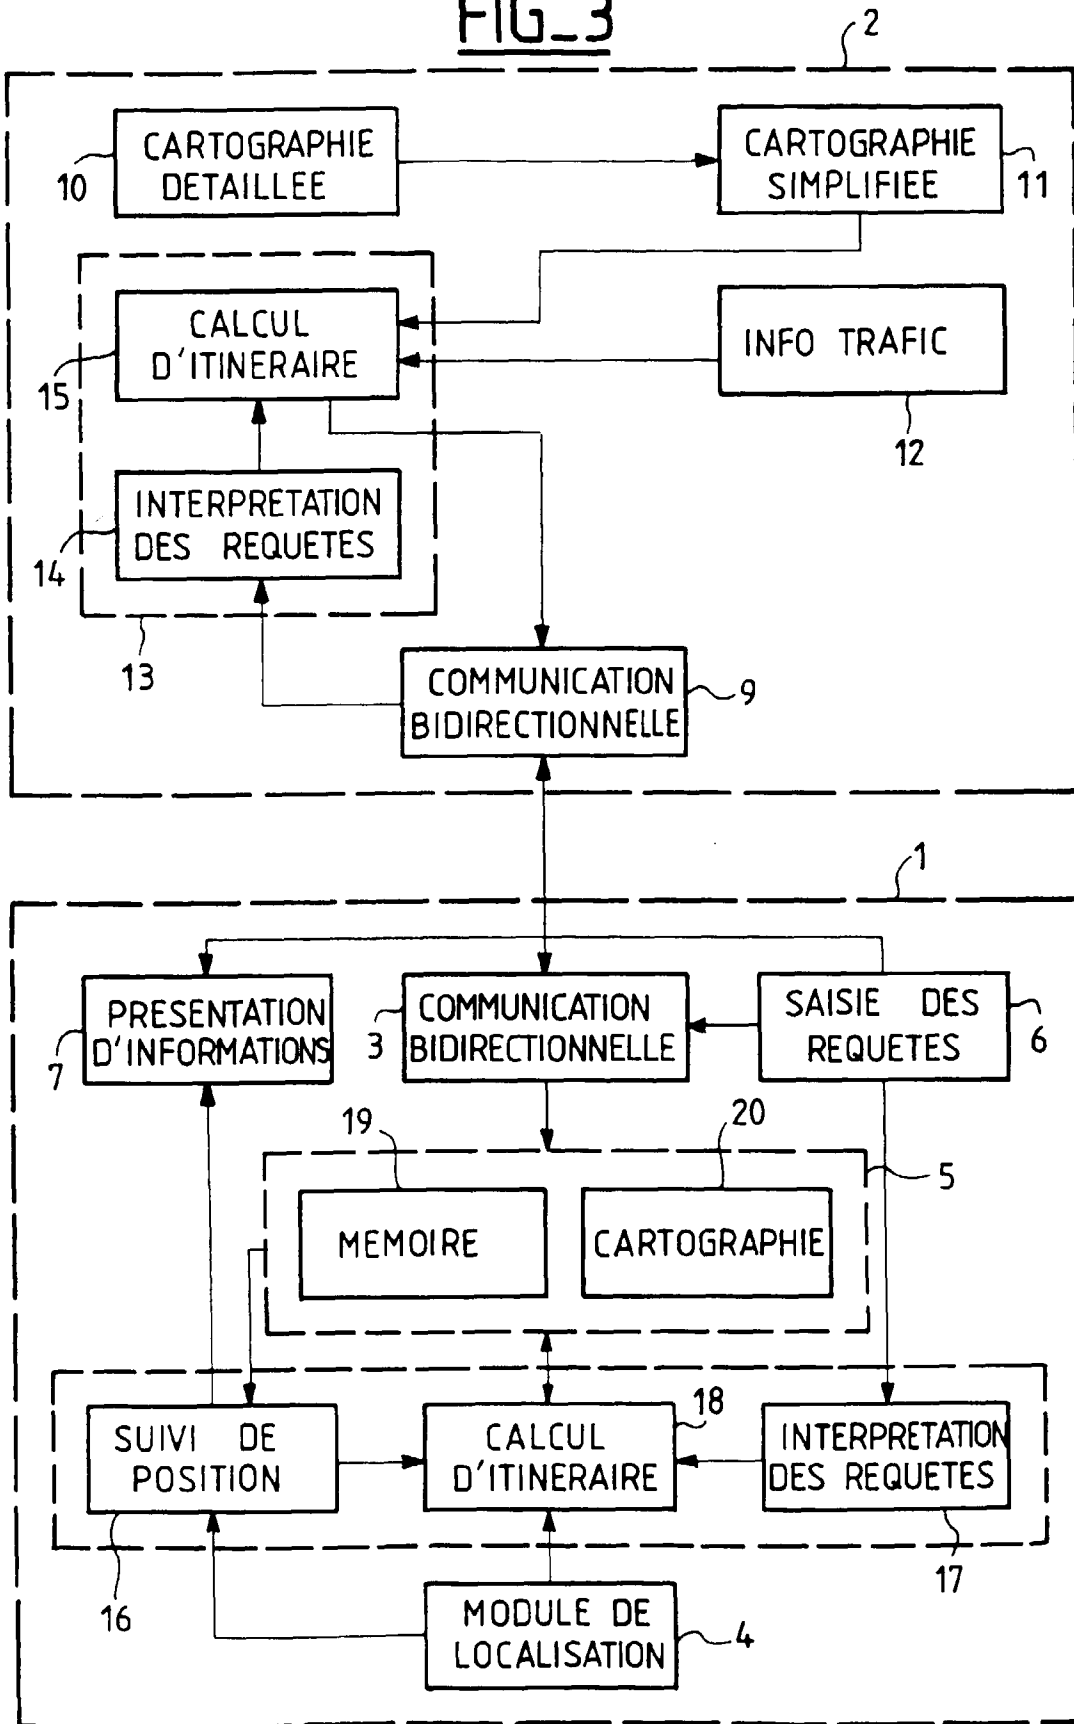 FIG_3
2
CARTOGRAPHIE
DETAILLEE
10
CARTOGRAPHIE
SIMPLIFIEE
11
CALCUL
D'ITINERAIRE
15
INFO TRAFIC
12
INTERPRETATION
DES REQUETES
14
13
COMMUNICATION
BIDIRECTIONNELLE
9
1
PRESENTATION
D'INFORMATIONS
7
COMMUNICATION
BIDIRECTIONNELLE
3
SAISIE DES
REQUETES
6
19
20
5
MEMOIRE
CARTOGRAPHIE
SUIVI DE
POSITION
16
18
CALCUL
D'ITINERAIRE
INTERPRETATION
DES REQUETES
17
MODULE DE
LOCALISATION
4